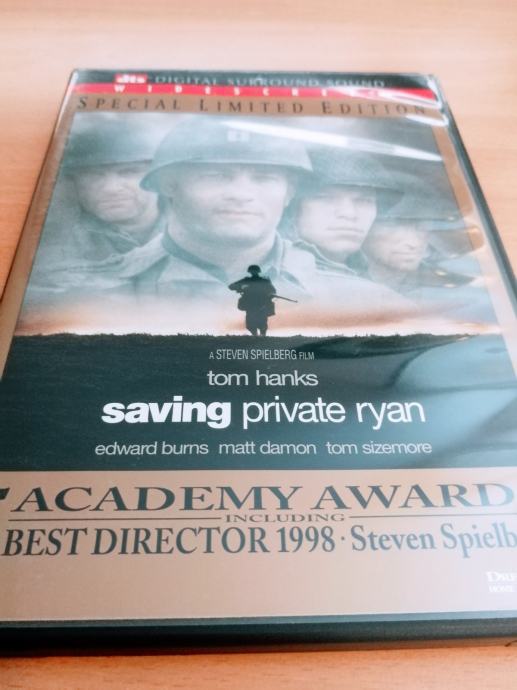 dts DIGITAL SURROUND SOUND
SPECIAL LIMITED EDITION
A STEVEN SPIELBERG FILM
tom hanks
saving private ryan
edward burns matt damon tom sizemore
ACADEMY AWARD
INCLUDING
BEST DIRECTOR 1998 · Steven Spielb
HOME